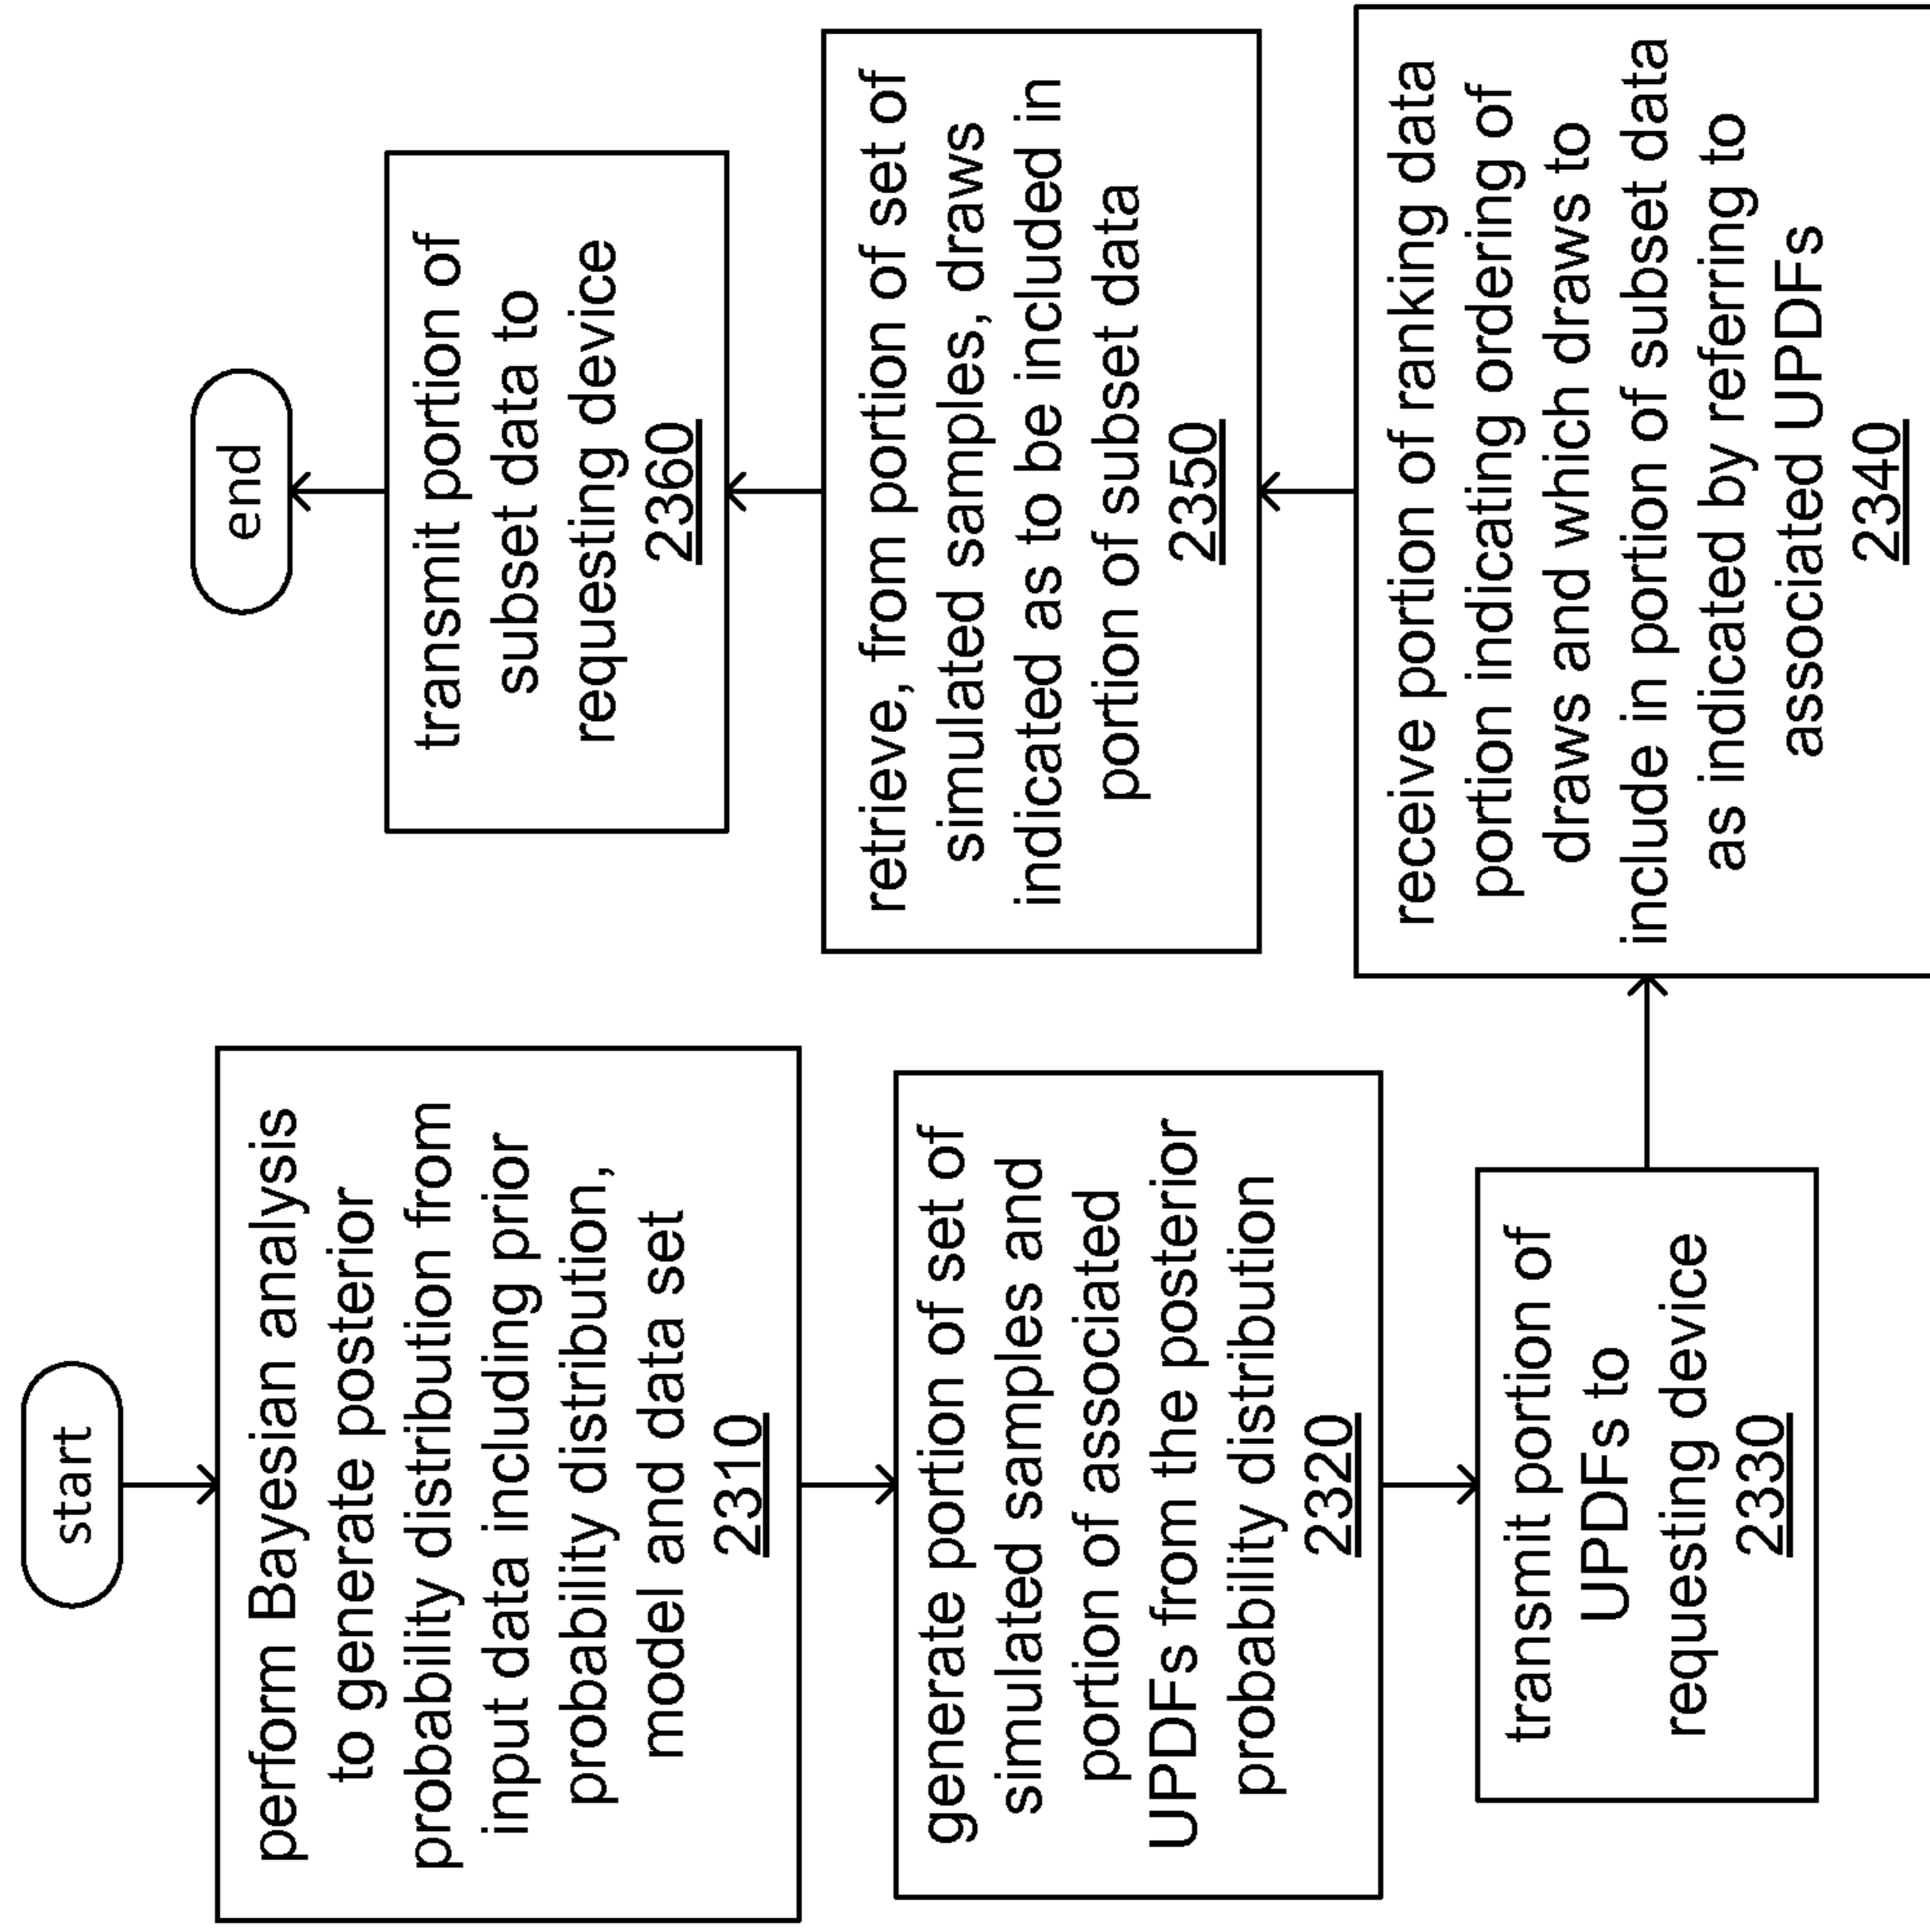 start
perform Bayesian analysis
to generate posterior
probability distribution from
input data including prior
probability distribution,
model and data set
2310
generate portion of set of
simulated samples and
portion of associated
UPDFs from the posterior
probability distribution
2320
transmit portion of
UPDFs to
requesting device
2330
receive portion of ranking data
portion indicating ordering of
draws and which draws to
include in portion of subset data
as indicated by referring to
associated UPDFs
2340
retrieve, from portion of set of
simulated samples, draws
indicated as to be included in
portion of subset data
2350
transmit portion of
subset data to
requesting device
2360
end